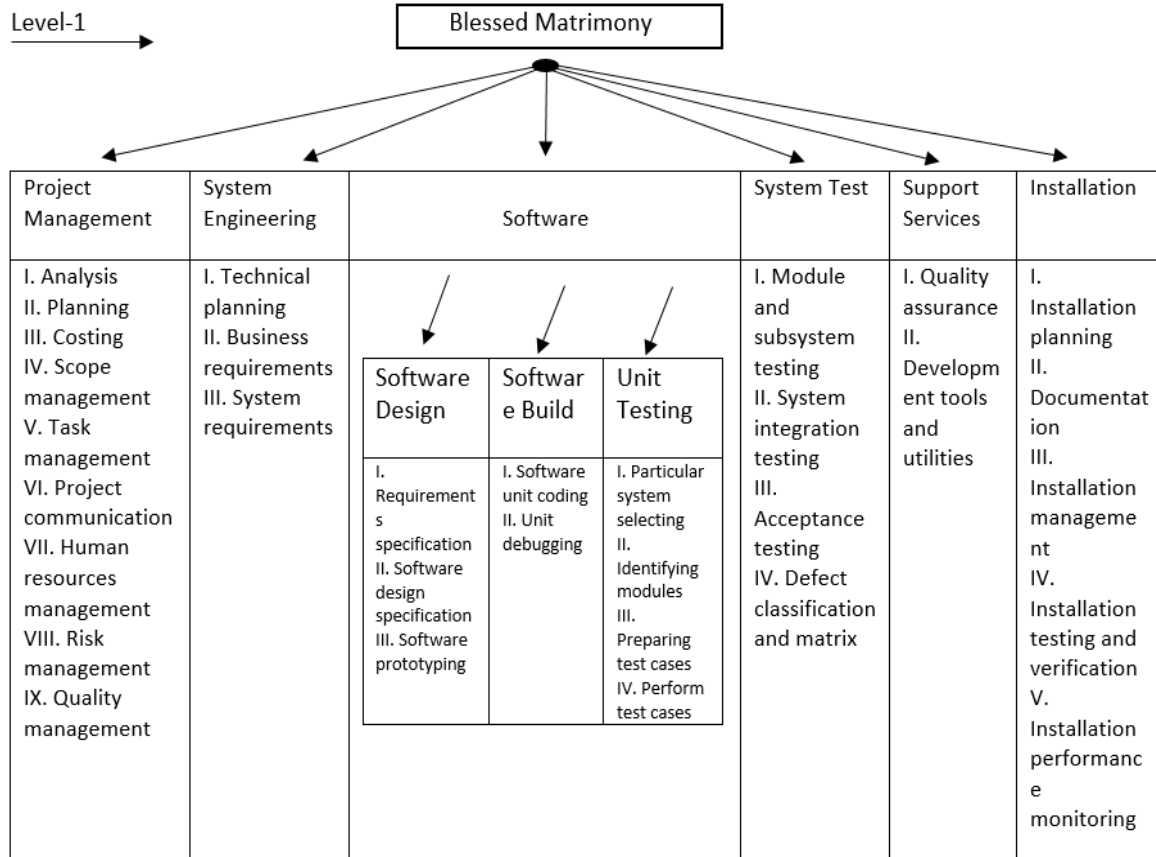 Level-1
Blessed Matrimony
Project
Management
System
Engineering
Software
System Test
Support
Services
Installation
I. Analysis
II. Planning
III. Costing
IV. Scope
management
V. Task
management
VI. Project
communication
VII. Human
resources
management
VIII. Risk
management
IX. Quality
management
I. Technical
planning
II. Business
requirements
III. System
requirements
Software
Design
Softwar
e Build
Unit
Testing
I.
Requirement
s
specification
II. Software
design
specification
III. Software
prototyping
I. Software
unit coding
II. Unit
debugging
I. Particular
system
selecting
II.
Identifying
modules
III.
Preparing
test cases
IV. Perform
test cases
I. Module
and
subsystem
testing
II. System
integration
testing
III.
Acceptance
testing
IV. Defect
classification
and matrix
I. Quality
assurance
II.
Developm
ent tools
and
utilities
I.
Installation
planning
II.
Documentat
ion
III.
Installation
manageme
nt
IV.
Installation
testing and
verification
V.
Installation
performanc
e
monitoring